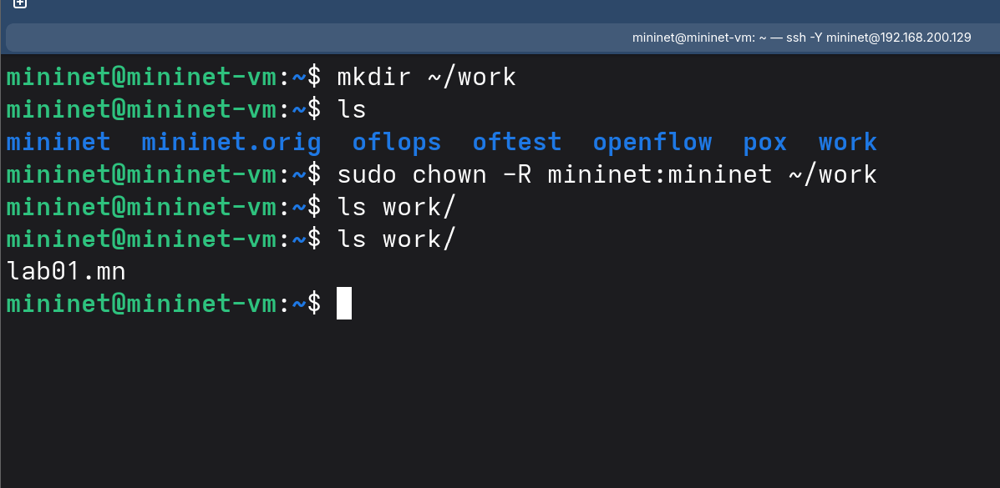 mininet@mininet-vm: ~ — ssh -Y mininet@192.168.200.129
mininet@mininet-vm:~$ mkdir ~/work
mininet@mininet-vm:~$ ls
mininet  mininet.orig  oflops  oftest  openflow  pox  work
mininet@mininet-vm:~$ sudo chown -R mininet:mininet ~/work
mininet@mininet-vm:~$ ls work/
mininet@mininet-vm:~$ ls work/
lab01.mn
mininet@mininet-vm:~$